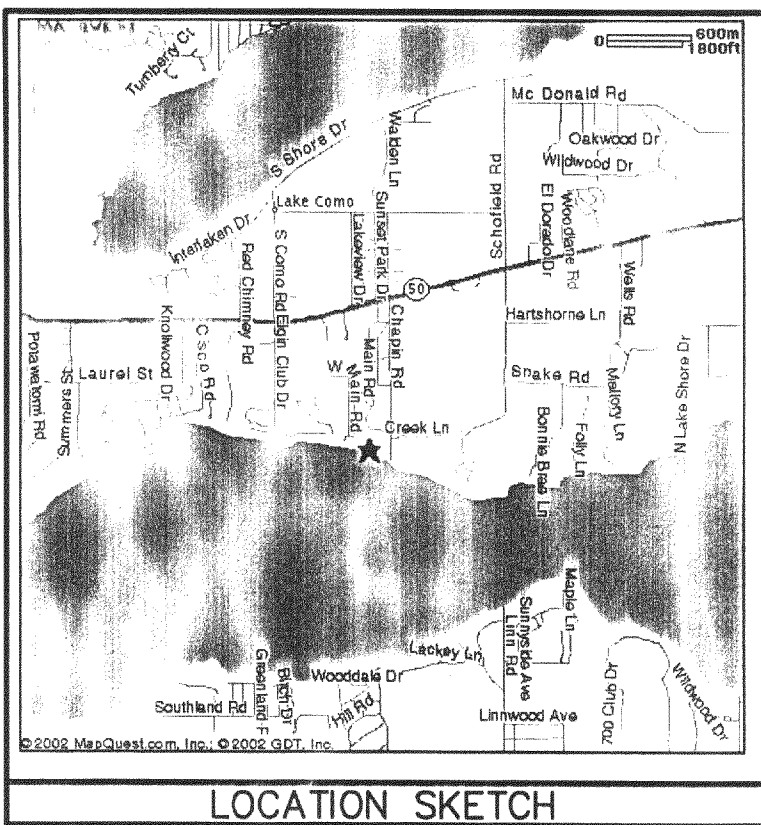 MAPQUEST
0 600m
1800ft
Turnberry Ct
Mc Donald Rd
Oakwood Dr
Wildwood Dr
S Shore Dr
Walden Ln
Schofield Rd
El Dorado Dr
Woodlane Rd
Lake Como
Interlaken Dr
S Como Rd
Lakeview Dr
Sunset Park Dr
Red Chimney Rd
50
Wells Rd
Knollwood Dr
Cisco Rd
Elgin Club Dr
Chapin Rd
Hartshorne Ln
Potawatomi Rd
Summers St
Laurel St
W Main Rd
Main Rd
Snake Rd
Mallory Ln
N Lake Shore Dr
Creek Ln
Bonnie Brae Ln
Folly Ln
Maple Ln
Sunnyside Ave
Linn Rd
Lackey Ln
Wooddale Dr
Greenland F
Birch Dr
Southland Rd
Hill Rd
Linnwood Ave
700 Club Dr
Wildwood Dr
©2002 MapQuest.com, Inc.; ©2002 GDT, Inc.
LOCATION SKETCH